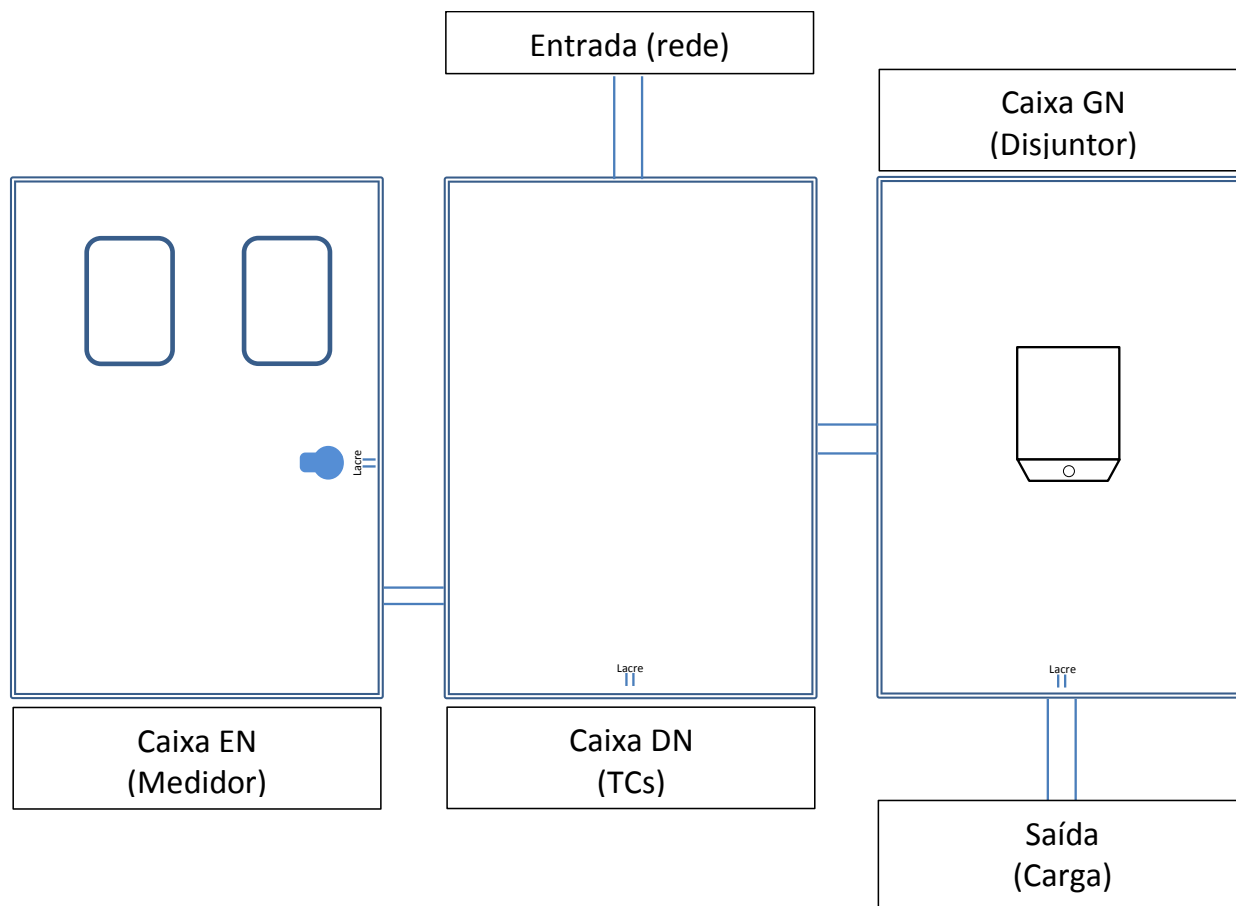 Entrada (rede)
Caixa GN
(Disjuntor)
Lacre
Lacre
Lacre
Caixa EN
(Medidor)
Caixa DN
(TCs)
Saída
(Carga)